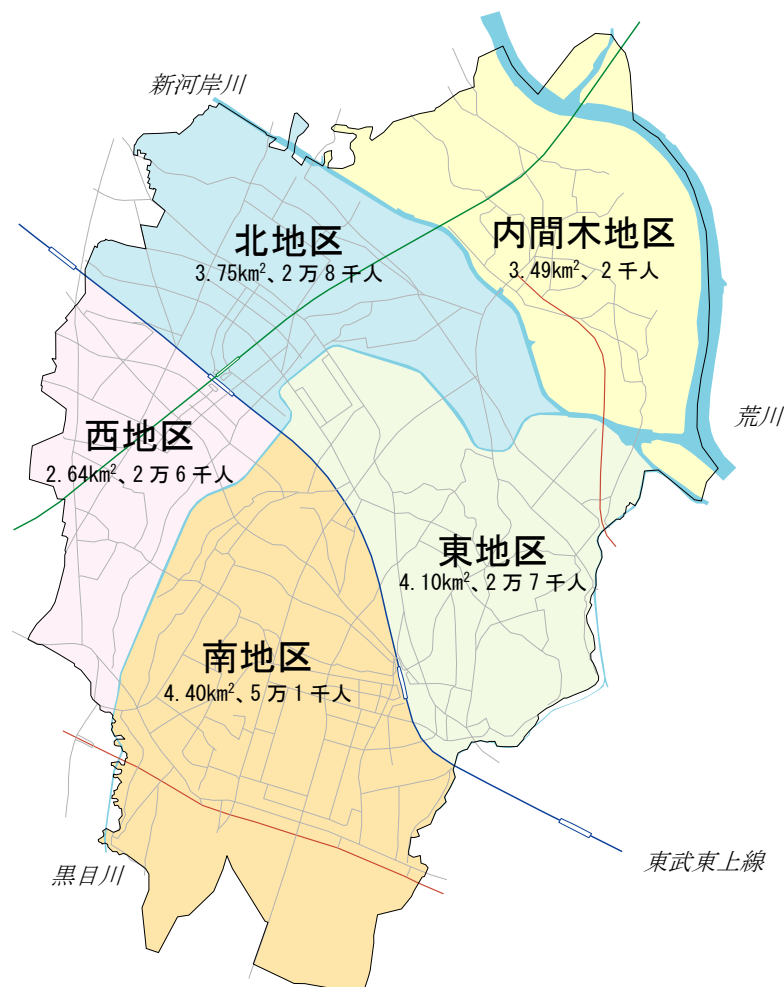 新河岸川
北地区
3.75km²、2万8千人
内間木地区
3.49km²、2千人
荒川
西地区
2.64km²、2万6千人
東地区
4.10km²、2万7千人
南地区
4.40km²、5万1千人
黒目川
東武東上線